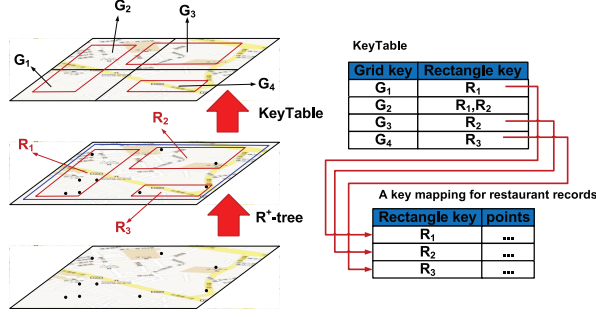 G1
G2
G3
G4
KeyTable
R1
R2
R3
R+-tree
KeyTable
Grid key Rectangle key
G1 R1
G2 R1,R2
G3 R2
G4 R3
A key mapping for restaurant records
Rectangle key points
R1 ...
R2 ...
R3 ...